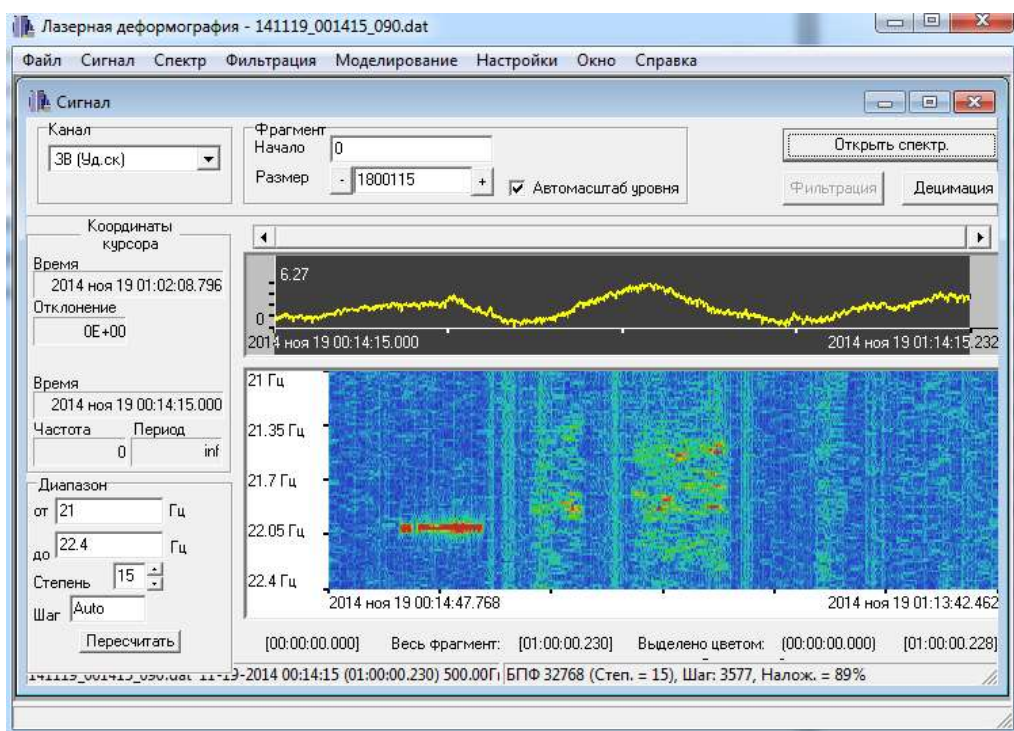 Лазерная деформография - 141119_001415_090.dat
Файл Сигнал Спектр Фильтрация Моделирование Настройки Окно Справка
Сигнал
Канал
ЗВ (Уд.ск)
Фрагмент
Начало 0
Размер - 1800115 +
Автомасштаб уровня
Открыть спектр.
Фильтрация Децимация
Координаты
курсора
Время
2014 ноя 19 01:02:08.796
Отклонение
0E+00
Время
2014 ноя 19 00:14:15.000
Частота Период
0 inf
Диапазон
от 21 Гц
до 22.4 Гц
Степень 15
Шаг Auto
Пересчитать
6.27
0
2014 ноя 19 00:14:15.000 2014 ноя 19 01:14:15.232
21 Гц
21.35 Гц
21.7 Гц
22.05 Гц
22.4 Гц
2014 ноя 19 00:14:47.768 2014 ноя 19 01:13:42.462
[00:00:00.000] Весь фрагмент: [01:00:00.230] Выделено цветом: (00:00:00.000) [01:00:00.228]
141119_001415_090.dat 11-19-2014 00:14:15 (01:00:00.230) 500.00Гц БПФ 32768 (Степ. = 15), Шаг: 3577, Налож. = 89%